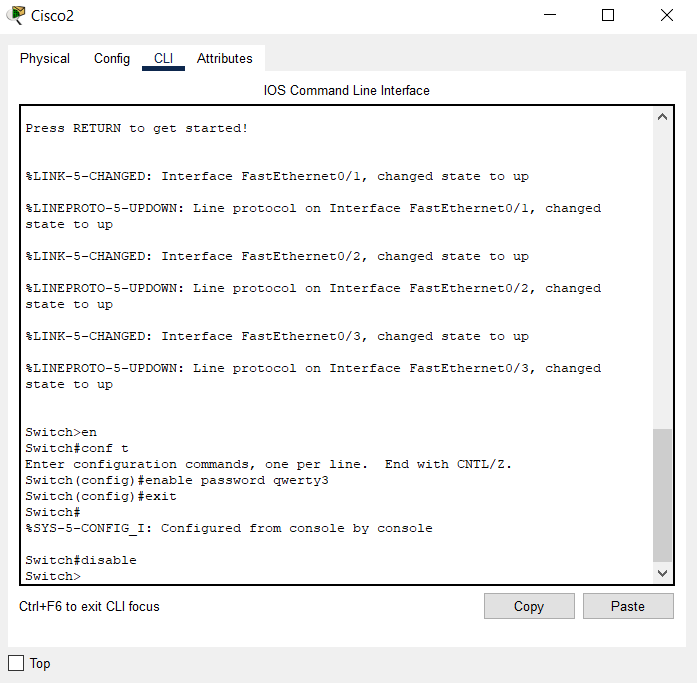 Cisco2
Physical Config CLI Attributes
IOS Command Line Interface
Press RETURN to get started!
%LINK-5-CHANGED: Interface FastEthernet0/1, changed state to up
%LINEPROTO-5-UPDOWN: Line protocol on Interface FastEthernet0/1, changed
state to up
%LINK-5-CHANGED: Interface FastEthernet0/2, changed state to up
%LINEPROTO-5-UPDOWN: Line protocol on Interface FastEthernet0/2, changed
state to up
%LINK-5-CHANGED: Interface FastEthernet0/3, changed state to up
%LINEPROTO-5-UPDOWN: Line protocol on Interface FastEthernet0/3, changed
state to up
Switch>en
Switch#conf t
Enter configuration commands, one per line.  End with CNTL/Z.
Switch(config)#enable password qwerty3
Switch(config)#exit
Switch#
%SYS-5-CONFIG_I: Configured from console by console
Switch#disable
Switch>
Ctrl+F6 to exit CLI focus
Copy
Paste
Top